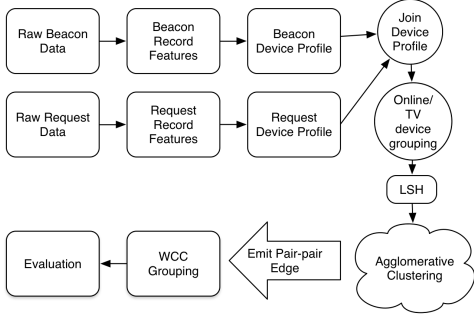 Raw Beacon
Data
Beacon
Record
Features
Beacon
Device Profile
Join
Device
Profile
Raw Request
Data
Request
Record
Features
Request
Device Profile
Online/
TV
device
grouping
LSH
Evaluation
WCC
Grouping
Emit Pair-pair
Edge
Agglomerative
Clustering